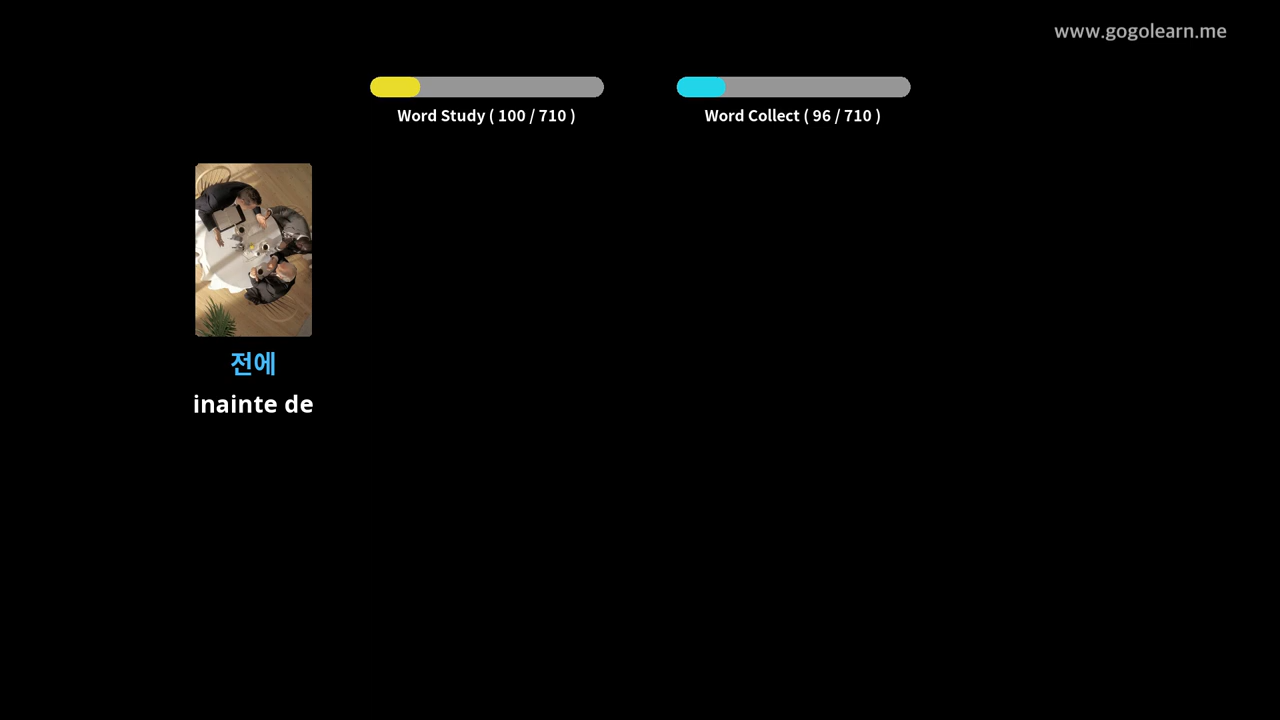 www.gogolearn.me
Word Study ( 100 / 710 )
Word Collect ( 96 / 710 )
전에
inainte de